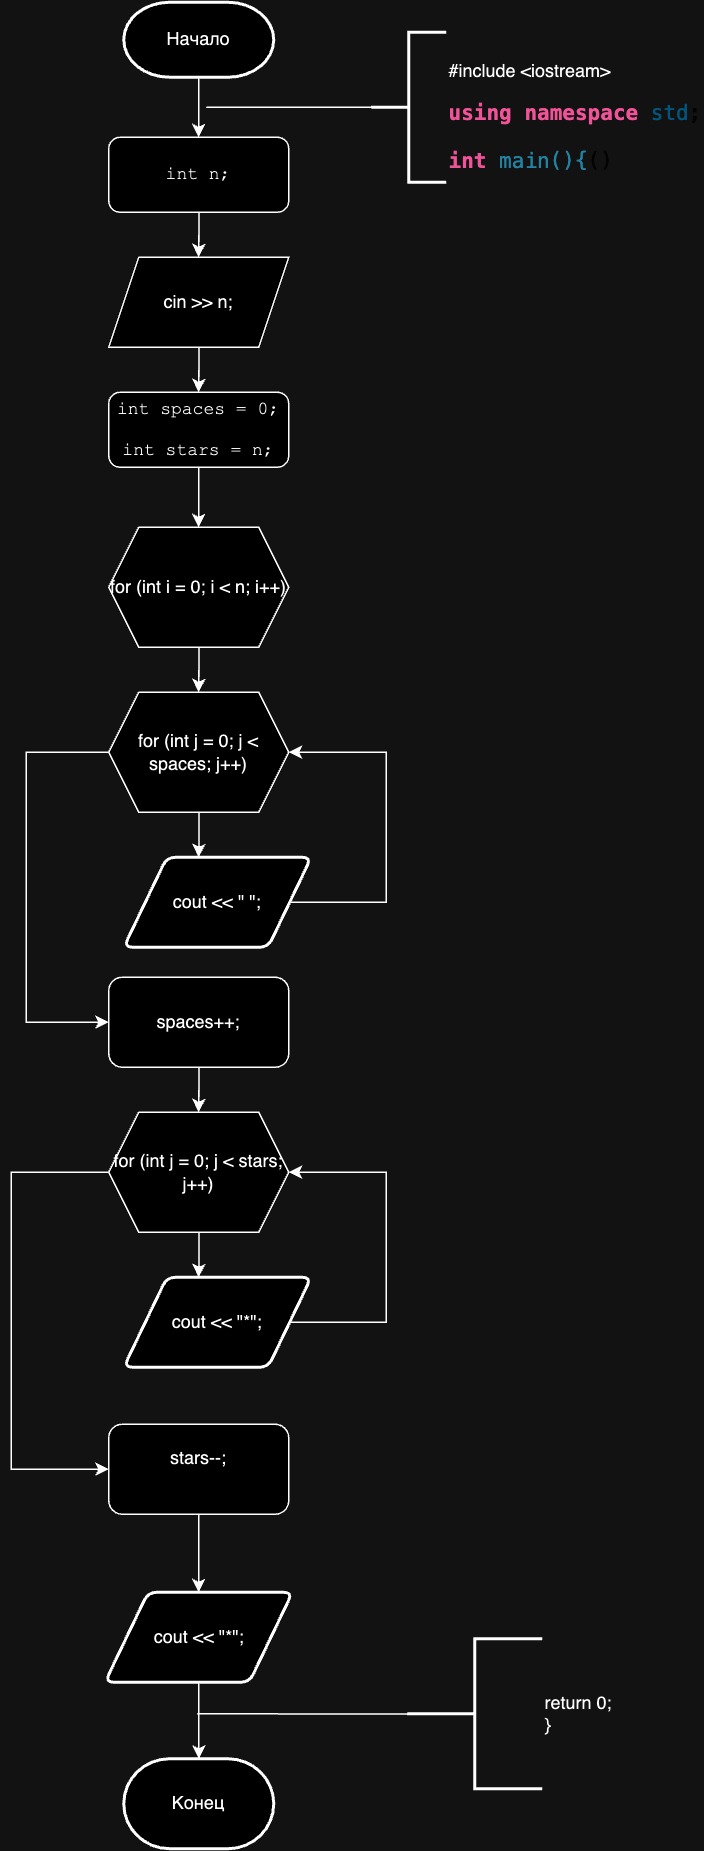 Начало
#include <iostream>
using namespace std;
int main(){()
int n;
cin >> n;
int spaces = 0;
int stars = n;
for (int i = 0; i < n; i++)
for (int j = 0; j <
spaces; j++)
cout << " ";
spaces++;
for (int j = 0; j < stars;
j++)
cout << "*";
stars--;
cout << "*";
return 0;
}
Конец